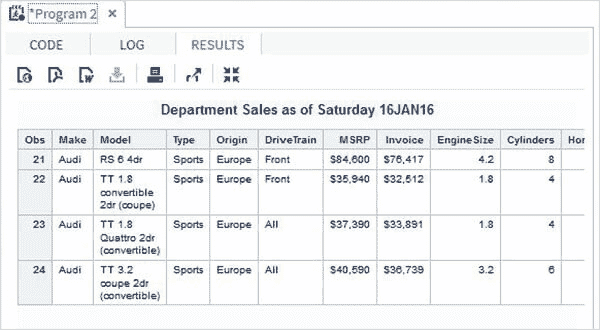 *Program 2 ×
CODE LOG RESULTS
Department Sales as of Saturday 16JAN16
Obs Make Model Type Origin DriveTrain MSRP Invoice EngineSize Cylinders Hor
21 Audi RS 6 4dr Sports Europe Front $84,600 $76,417 4.2 8
22 Audi TT 1.8 Sports Europe Front $35,940 $32,512 1.8 4
convertible
2dr (coupe)
23 Audi TT 1.8 Sports Europe All $37,390 $33,891 1.8 4
Quattro 2dr
(convertible)
24 Audi TT 3.2 Sports Europe All $40,590 $36,739 3.2 6
coupe 2dr
(convertible)